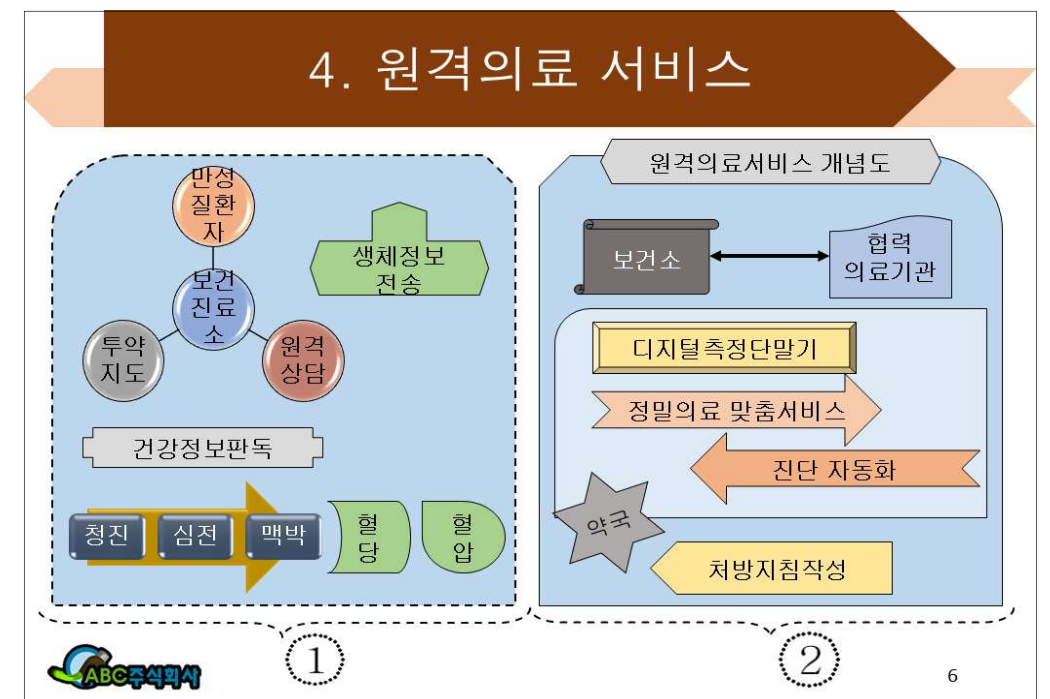 4. 원격의료 서비스
만성
질환
자
보건
진료
소
투약
지도
원격
상담
생체정보
전송
건강정보판독
청진
심전
맥박
혈
당
혈
압
1
원격의료서비스 개념도
보건소
협력
의료기관
디지털측정단말기
정밀의료 맞춤서비스
진단 자동화
약국
처방지침작성
2
ABC주식회사
6